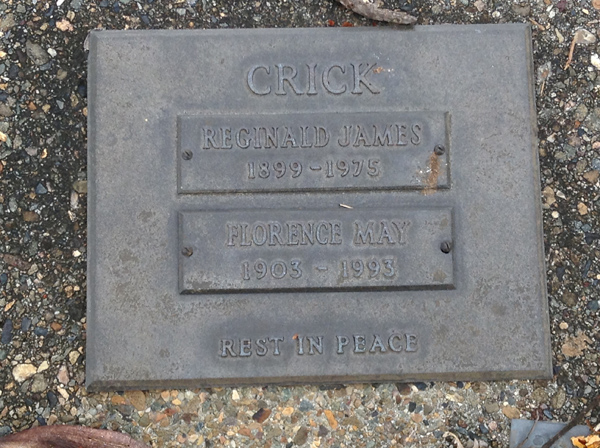 CRICK
REGINALD JAMES
1899-1975
FLORENCE MAY
1903 - 1993
REST IN PEACE